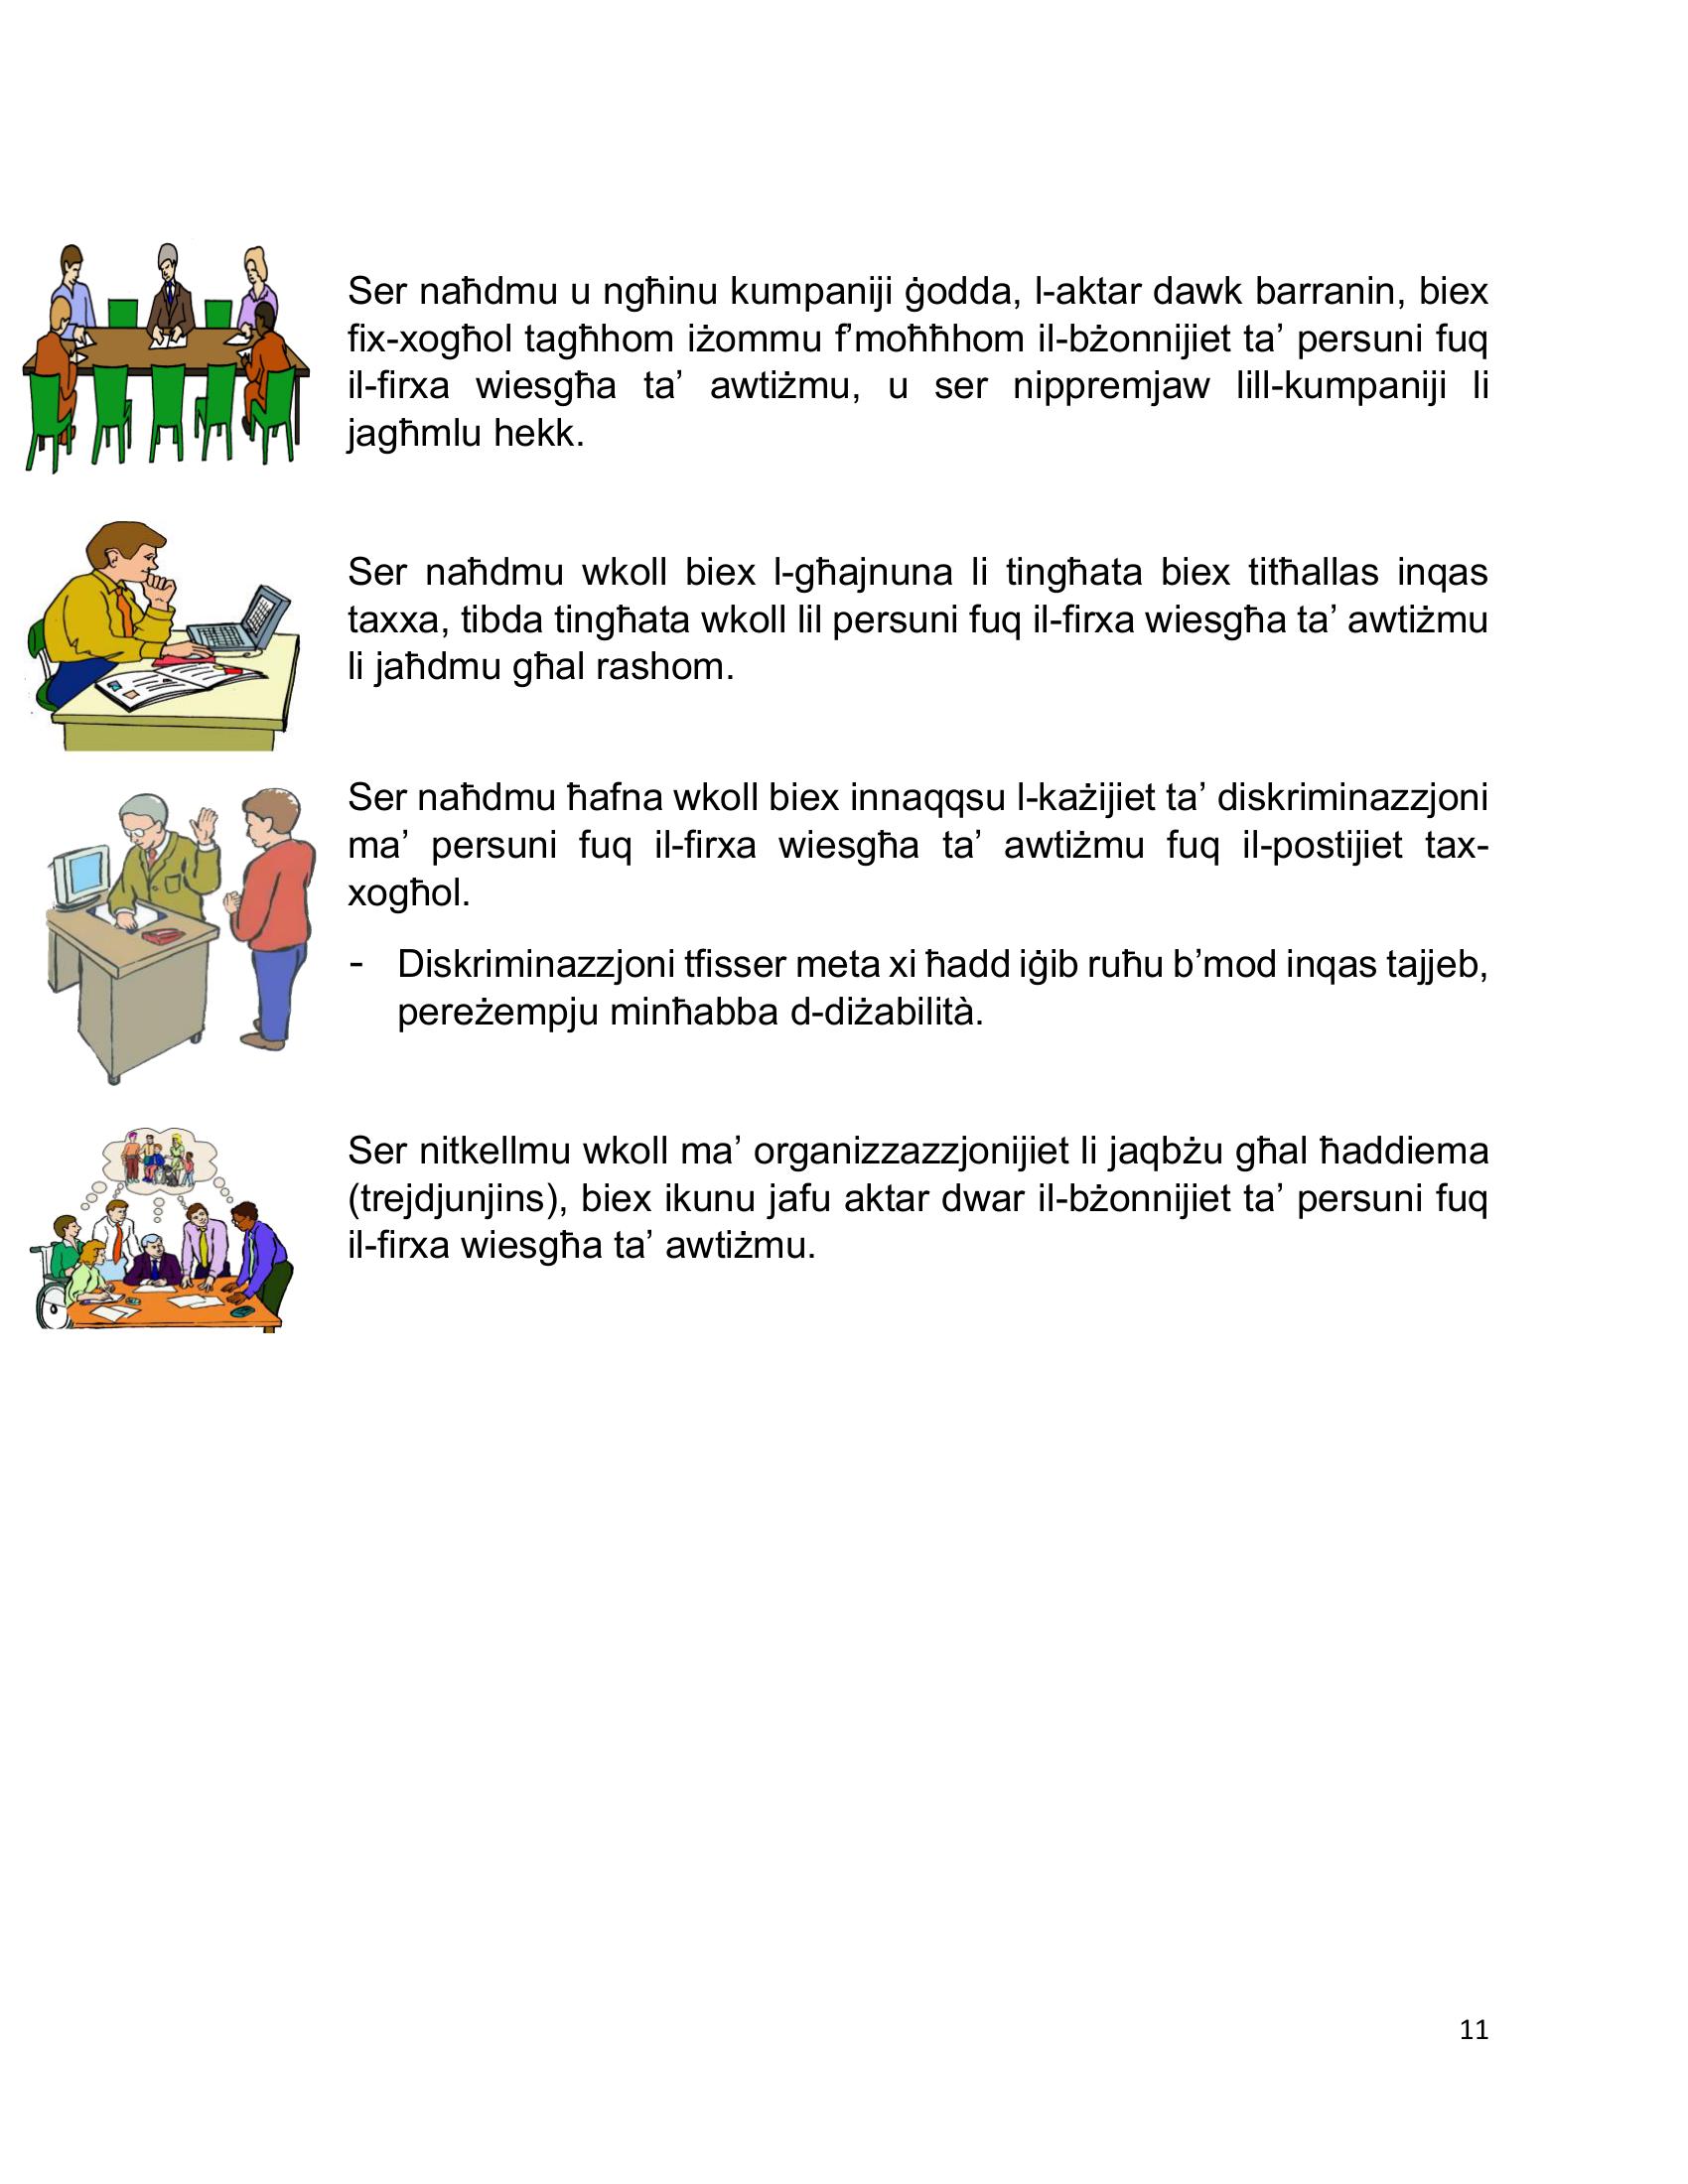 Ser naħdmu u ngħinu kumpaniji ġodda, l-aktar dawk barranin, biex
fix-xogħol tagħhom iżommu f’moħħhom il-bżonnijiet ta’ persuni fuq
il-firxa wiesgħa ta’ awtiżmu, u ser nippremjaw lill-kumpaniji li
jagħmlu hekk.
Ser naħdmu wkoll biex l-għajnuna li tingħata biex titħallas inqas
taxxa, tibda tingħata wkoll lil persuni fuq il-firxa wiesgħa ta’ awtiżmu
li jaħdmu għal rashom.
Ser naħdmu ħafna wkoll biex innaqqsu l-każijiet ta’ diskriminazzjoni
ma’ persuni fuq il-firxa wiesgħa ta’ awtiżmu fuq il-postijiet tax-
xogħol.
- Diskriminazzjoni tfisser meta xi ħadd iġib ruħu b’mod inqas tajjeb,
pereżempju minħabba d-diżabilità.
Ser nitkellmu wkoll ma’ organizzazzjonijiet li jaqbżu għal ħaddiema
(trejdjunjins), biex ikunu jafu aktar dwar il-bżonnijiet ta’ persuni fuq
il-firxa wiesgħa ta’ awtiżmu.
11